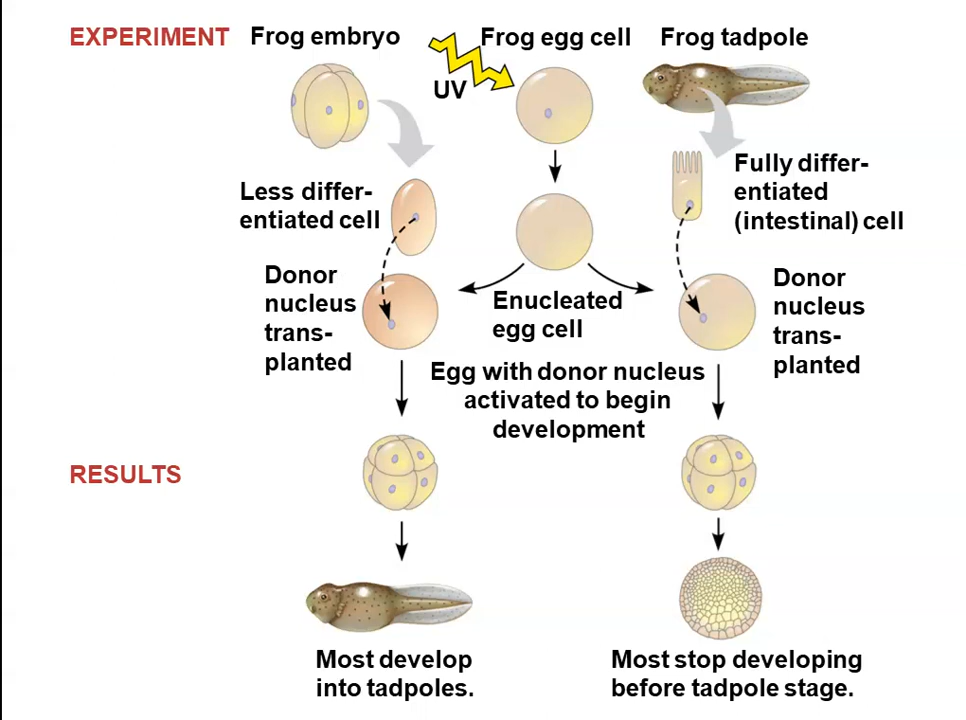 EXPERIMENT
Frog embryo
UV
Frog egg cell
Frog tadpole
Less differ-
entiated cell
Fully differ-
entiated
(intestinal) cell
Donor
nucleus
trans-
planted
Enucleated
egg cell
Donor
nucleus
trans-
planted
Egg with donor nucleus
activated to begin
development
RESULTS
Most develop
into tadpoles.
Most stop developing
before tadpole stage.